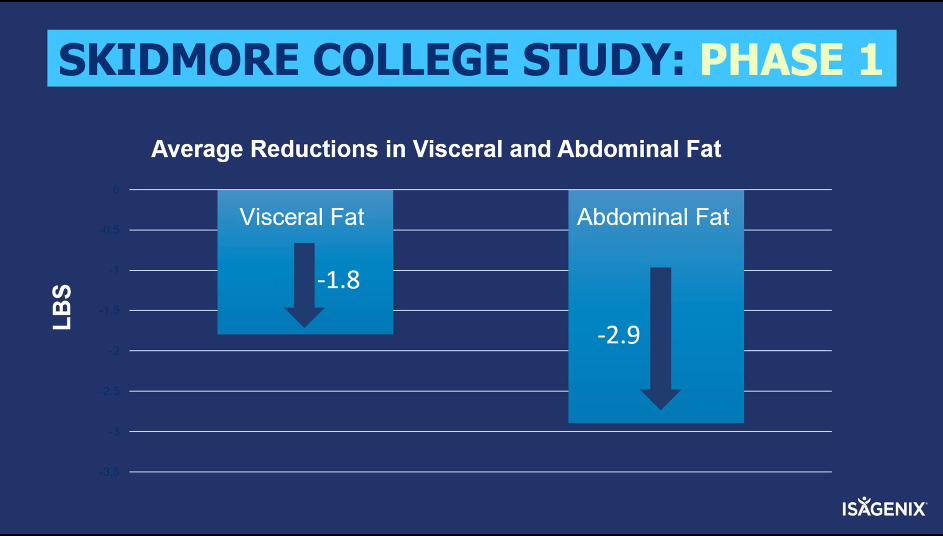 SKIDMORE COLLEGE STUDY: PHASE 1
Average Reductions in Visceral and Abdominal Fat
0
-0.5
-1
-1.5
-2
-2.5
-3
-3.5
LBS
Visceral Fat
-1.8
Abdominal Fat
-2.9
ISAGENIX